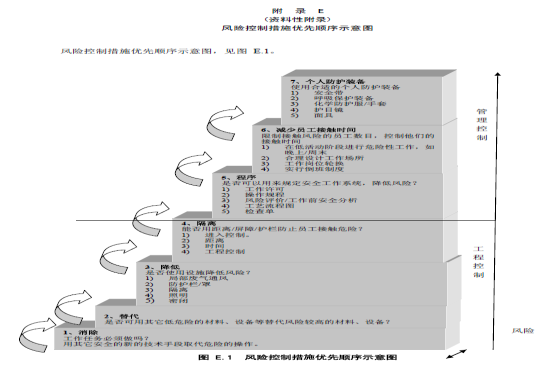 附 录 E
（资料性附录）
风险控制措施优先顺序示意图
风险控制措施优先顺序示意图，见图 E.1。
7、个人防护装备
使用合适的个人防护装备
1) 安全带
2) 呼吸保护装备
3) 化学防护服/手套
4) 护目镜
5) 面具
6、减少员工接触时间
限制接触风险的员工数目，控制他们的
接触时间
1) 在低活动阶段进行危险性工作，如
晚上/周末
2) 合理设计工作场所
3) 工作岗位轮换
4) 实行倒班制度
5、程序
是否可以用来规定安全工作系统，降低风险？
1) 工作许可
2) 操作规程
3) 风险评价/工作前安全分析
4) 工艺流程图
5) 检查单
4、隔离
能否用距离/屏障/护栏防止员工接触危险？
1) 进入控制。
2) 距离
3) 时间
4) 工程控制
3、降低
是否使用设施降低风险？
1) 局部废气通风
2) 防护栏/罩
3) 隔离
4) 照明
5) 密闭
2、替代
是否可用其它低危险的材料、设备等替代风险较高的材料、设备？
1、消除
工作任务必须做吗？
用其它安全的新的技术手段取代危险的操作。
管理控制
工程控制
风险
图 E.1 风险控制措施优先顺序示意图